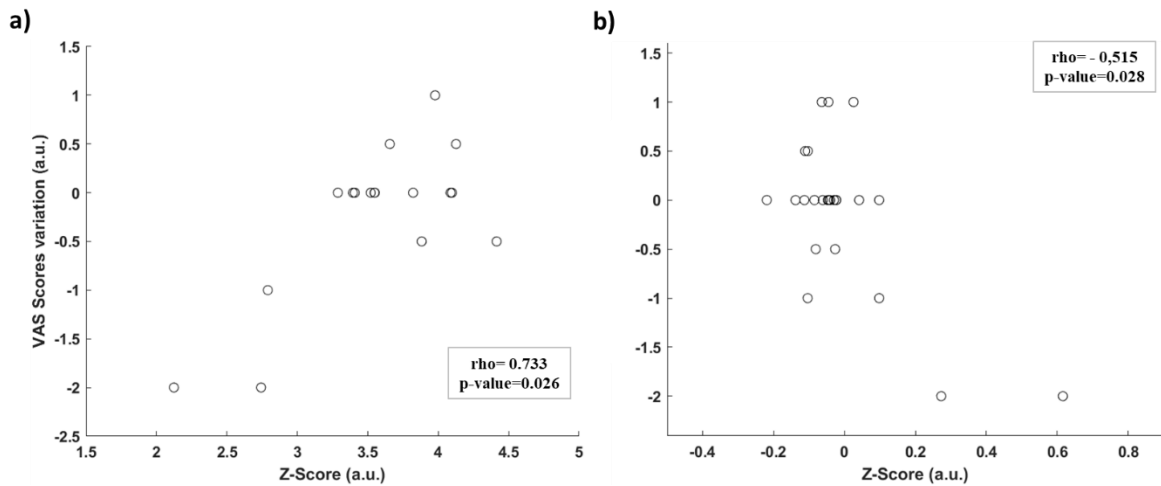 a)
VAS Scores variation (a.u.)
1.5
1
0.5
0
-0.5
-1
-1.5
-2
-2.5
rho= 0.733
p-value=0.026
1.5 2 2.5 3 3.5 4 4.5 5
Z-Score (a.u.)
b)
rho= - 0,515
p-value=0.028
1.5
1
0.5
0
-0.5
-1
-1.5
-2
-0.4 -0.2 0 0.2 0.4 0.6 0.8
Z-Score (a.u.)